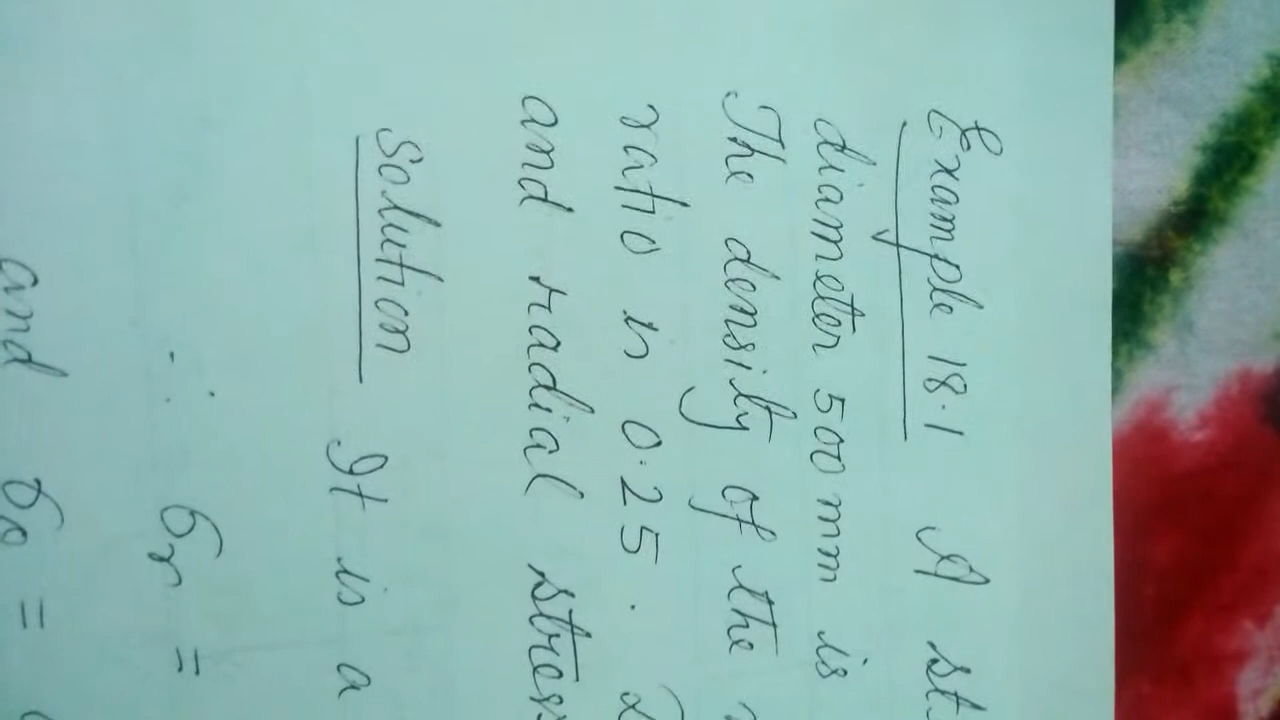 Example 18.1 A st
diameter 500 mm is
The density of the
ratio is 0.25.
and radial stress
Solution It is a
∴ σr =
and σθ =